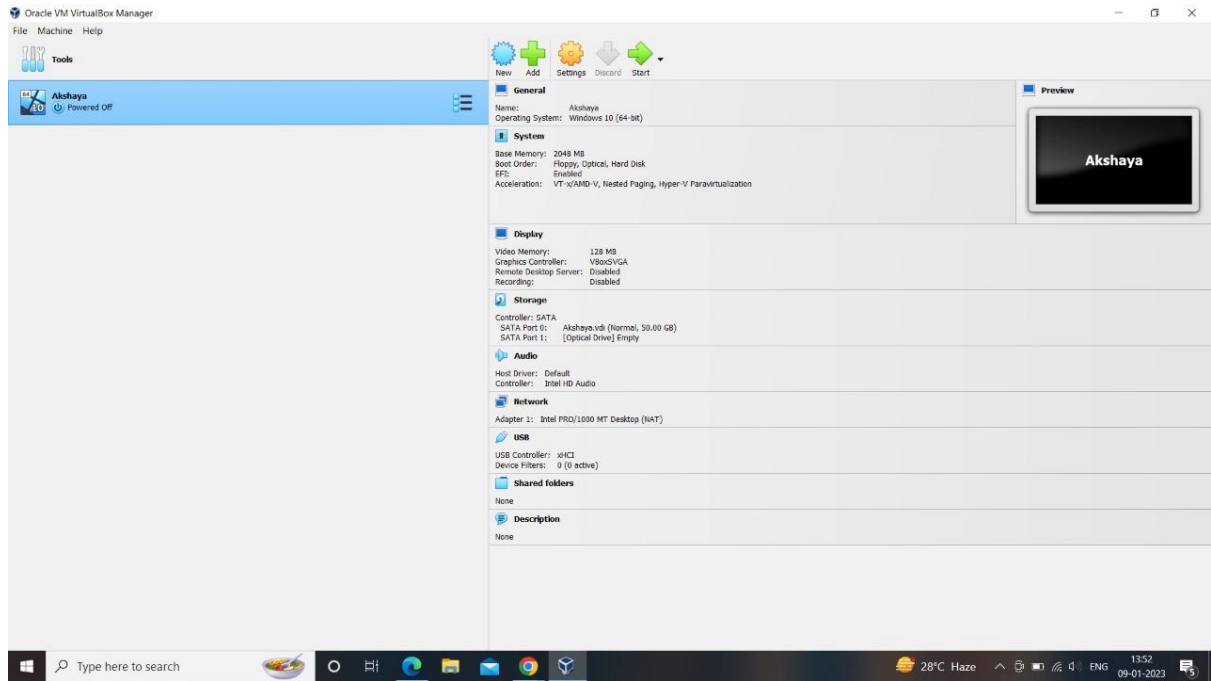 Oracle VM VirtualBox Manager
File Machine Help
Tools
New Add Settings Discard Start
64
10
Akshaya
Powered Off
General
Name: Akshaya
Operating System: Windows 10 (64-bit)
Preview
Akshaya
System
Base Memory: 2048 MB
Boot Order: Floppy, Optical, Hard Disk
EFI: Enabled
Acceleration: VT-x/AMD-V, Nested Paging, Hyper-V Paravirtualization
Display
Video Memory: 128 MB
Graphics Controller: VBoxSVGA
Remote Desktop Server: Disabled
Recording: Disabled
Storage
Controller: SATA
SATA Port 0: Akshaya.vdi (Normal, 50.00 GB)
SATA Port 1: [Optical Drive] Empty
Audio
Host Driver: Default
Controller: Intel HD Audio
Network
Adapter 1: Intel PRO/1000 MT Desktop (NAT)
USB
USB Controller: xHCI
Device Filters: 0 (0 active)
Shared folders
None
Description
None
Type here to search
28°C Haze
ENG
13:52
09-01-2023
5